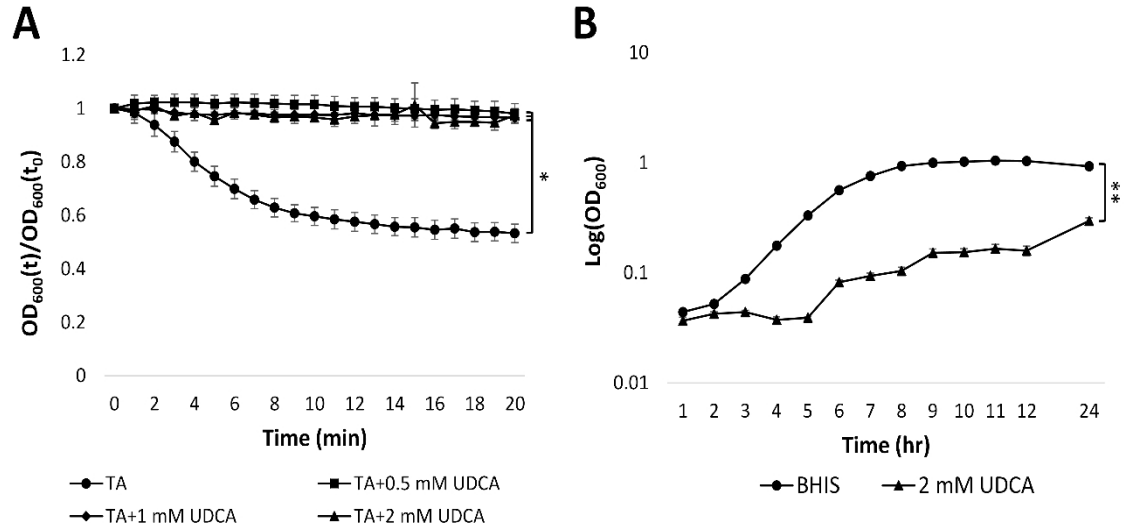 A
OD600(t)/OD600(t0)
1.2
1
0.8
0.6
0.4
0.2
0
*
0 2 4 6 8 10 12 14 16 18 20
Time (min)
TA
TA+0.5 mM UDCA
TA+1 mM UDCA
TA+2 mM UDCA
B
Log(OD600)
10
1
0.1
0.01
**
1 2 3 4 5 6 7 8 9 10 11 12 24
Time (hr)
BHIS
2 mM UDCA